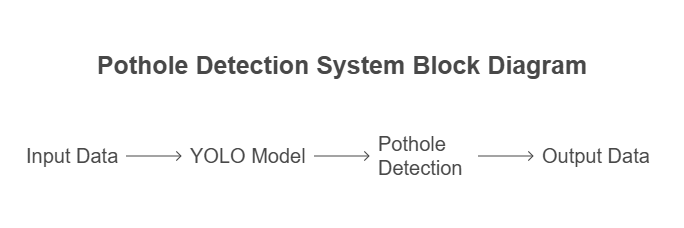 Pothole Detection System Block Diagram
Input Data
YOLO Model
Pothole
Detection
Output Data